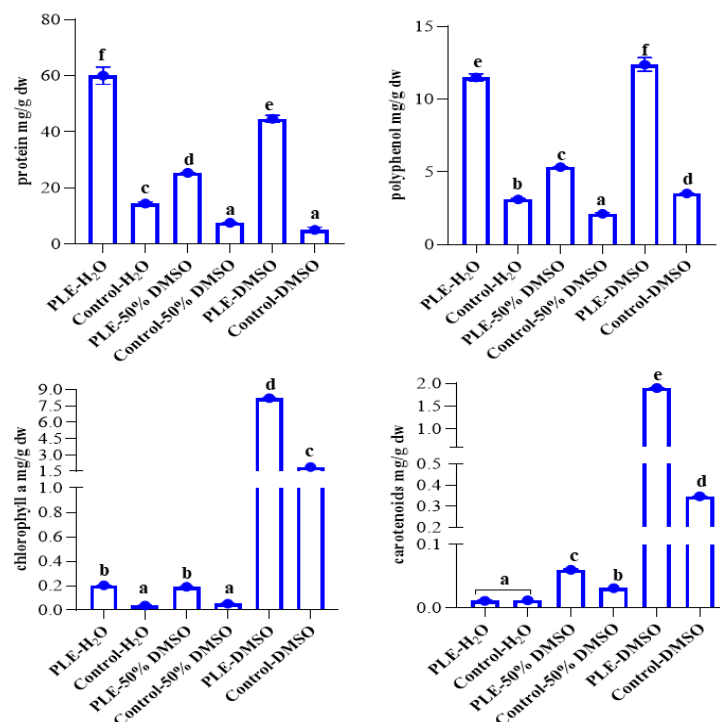 protein mg/g dw
80
60
40
20
0
f
c
d
a
e
a
PLE-H₂O
Control-H₂O
PLE-50% DMSO
Control-50% DMSO
PLE-DMSO
Control-DMSO
polyphenol mg/g dw
15
10
5
0
e
b
c
a
f
d
PLE-H₂O
Control-H₂O
PLE-50% DMSO
Control-50% DMSO
PLE-DMSO
Control-DMSO
chlorophyll a mg/g dw
9.0
7.5
6.0
4.5
3.0
1.5
1.0
0.8
0.6
0.4
0.2
0.0
b
a
b
a
d
c
PLE-H₂O
Control-H₂O
PLE-50% DMSO
Control-50% DMSO
PLE-DMSO
Control-DMSO
carotenoids mg/g dw
2.0
1.5
1.0
0.5
0.4
0.3
0.2
0.1
0.0
a
c
b
e
d
PLE-H₂O
Control-H₂O
PLE-50% DMSO
Control-50% DMSO
PLE-DMSO
Control-DMSO